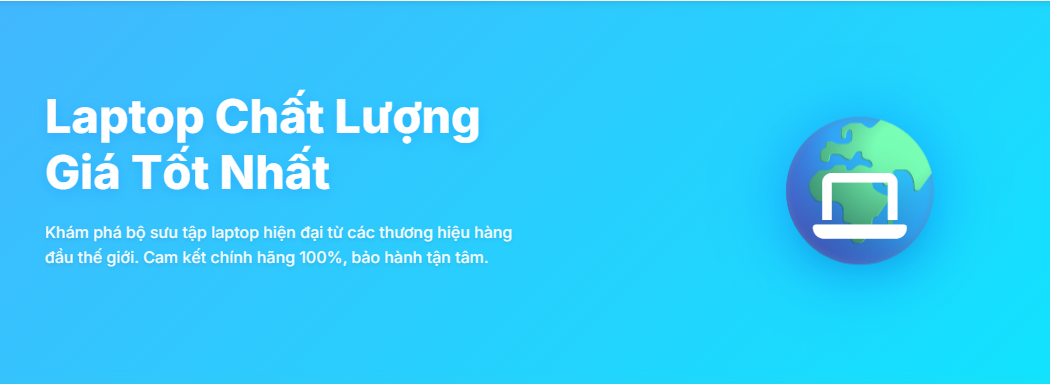 Laptop Chất Lượng
Giá Tốt Nhất
Khám phá bộ sưu tập laptop hiện đại từ các thương hiệu hàng
đầu thế giới. Cam kết chính hãng 100%, bảo hành tận tâm.